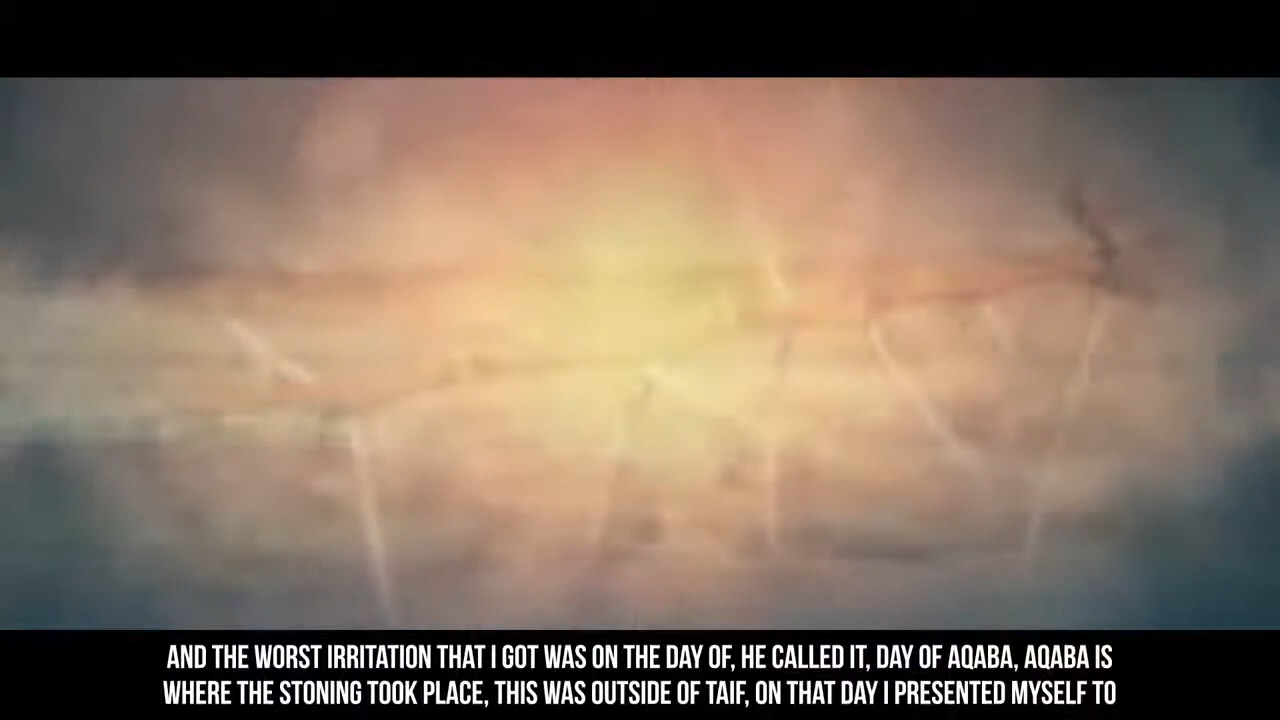 AND THE WORST IRRITATION THAT I GOT WAS ON THE DAY OF, HE CALLED IT, DAY OF AQABA, AQABA IS
WHERE THE STONING TOOK PLACE, THIS WAS OUTSIDE OF TAIF, ON THAT DAY I PRESENTED MYSELF TO